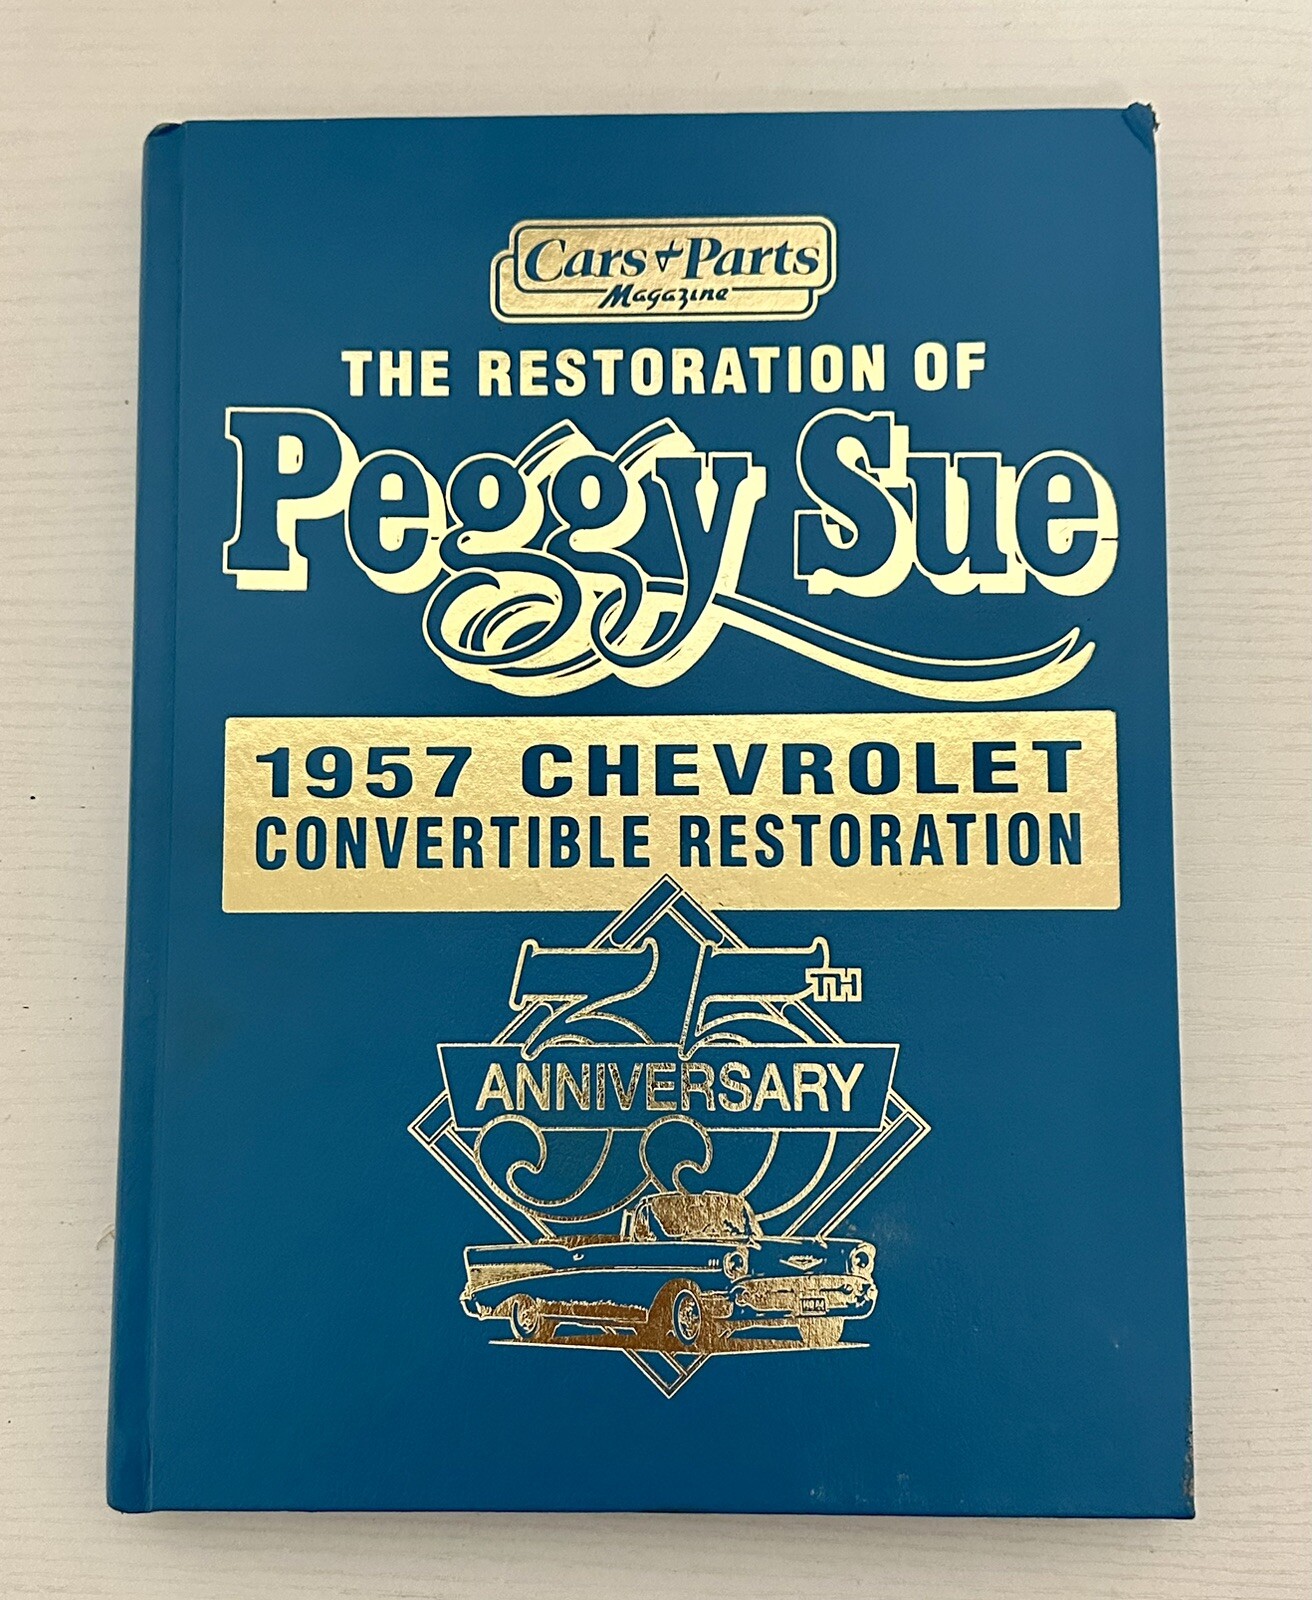 Cars & Parts
Magazine
THE RESTORATION OF
Peggy Sue
1957 CHEVROLET
CONVERTIBLE RESTORATION
35TH
ANNIVERSARY